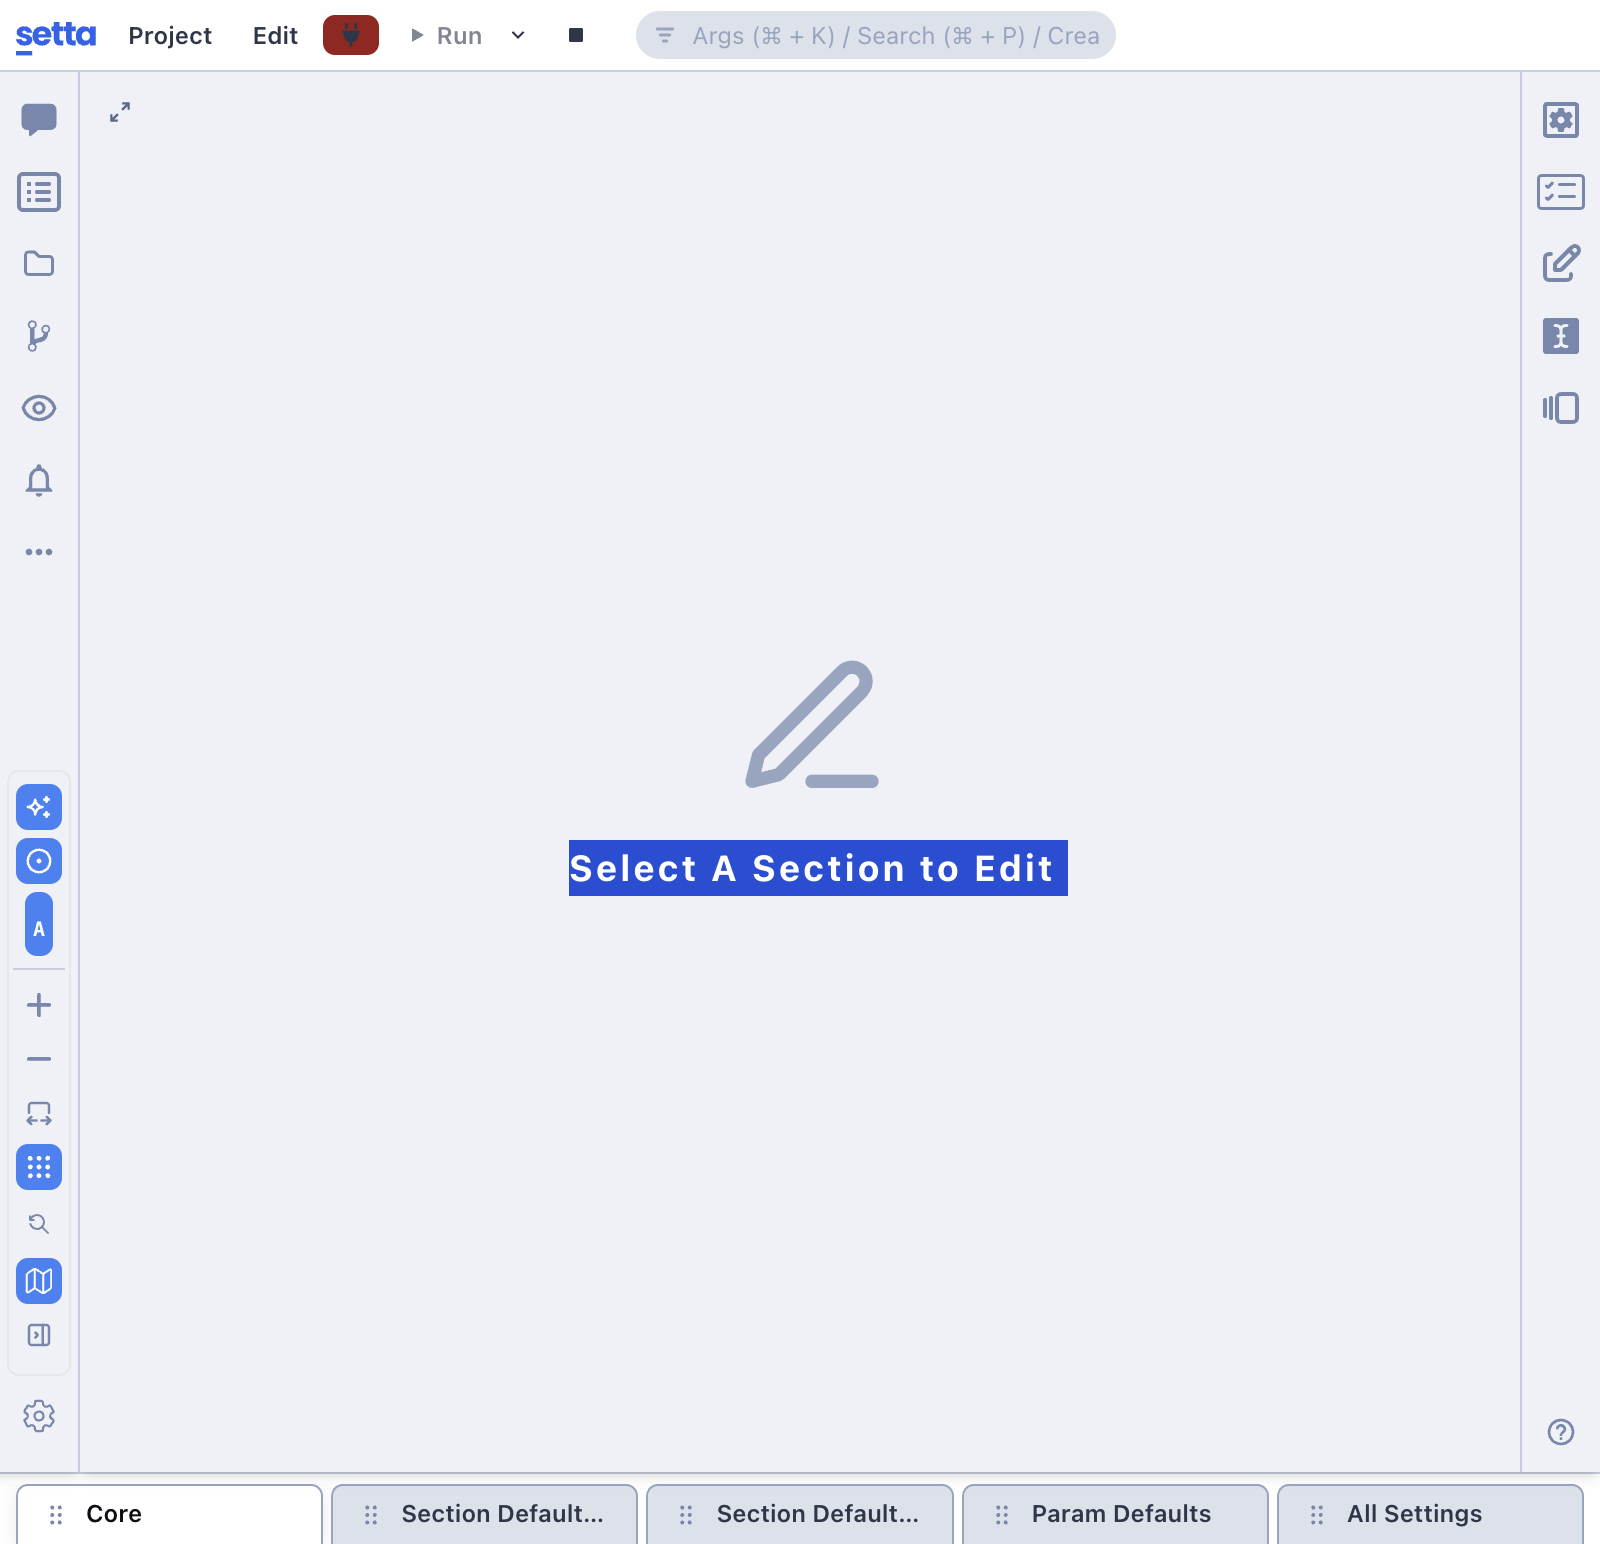 setta Project Edit Run Args (⌘ + K) / Search (⌘ + P) / Crea
Select A Section to Edit
A
Core Section Default... Section Default... Param Defaults All Settings